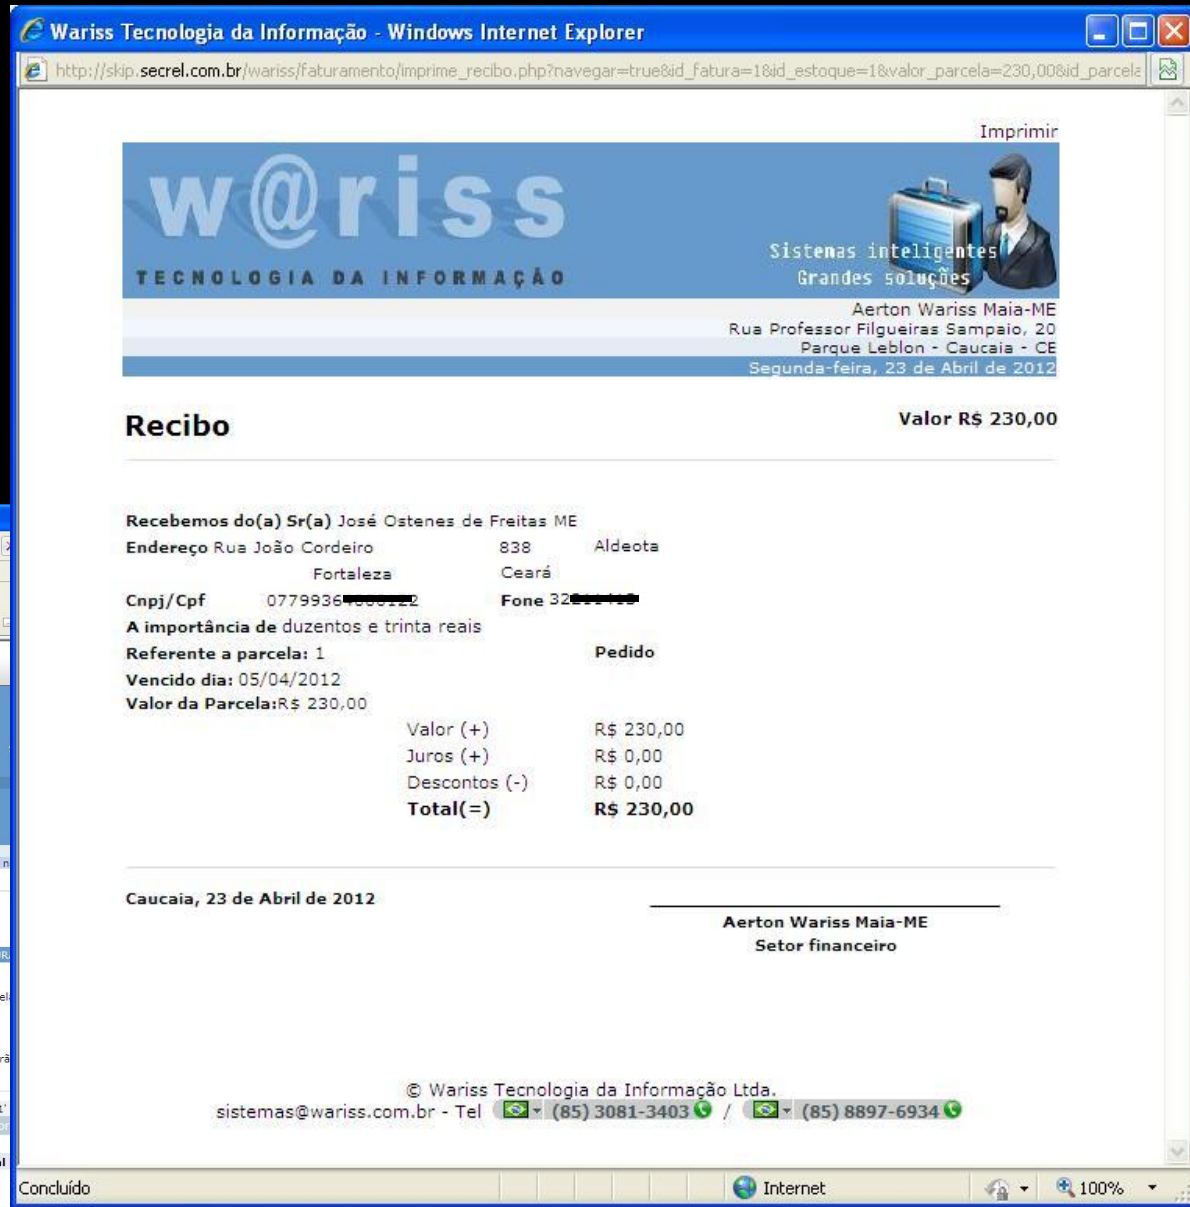 Wariss Tecnologia da Informação - Windows Internet Explorer
http://skip.secrel.com.br/wariss/faturamento/imprime_recibo.php?navegar=true&id_fatura=1&id_estoque=1&valor_parcela=230,00&id_parcela
Imprimir
w@riss
TECNOLOGIA DA INFORMAÇÃO
Sistemas inteligentes
Grandes soluções
Aerton Wariss Maia-ME
Rua Professor Filgueiras Sampaio, 20
Parque Leblon - Caucaia - CE
Segunda-feira, 23 de Abril de 2012
Recibo Valor R$ 230,00
Recebemos do(a) Sr(a) José Ostenes de Freitas ME
Endereço Rua João Cordeiro 838 Aldeota
Fortaleza Ceará
Cnpj/Cpf Fone
A importância de duzentos e trinta reais
Referente a parcela: 1 Pedido
Vencido dia: 05/04/2012
Valor da Parcela:R$ 230,00
Valor (+) R$ 230,00
Juros (+) R$ 0,00
Descontos (-) R$ 0,00
Total(=) R$ 230,00
Caucaia, 23 de Abril de 2012
Aerton Wariss Maia-ME
Setor financeiro
© Wariss Tecnologia da Informação Ltda.
sistemas@wariss.com.br - Tel (85) 3081-3403 / (85) 8897-6934
Concluído Internet 100%